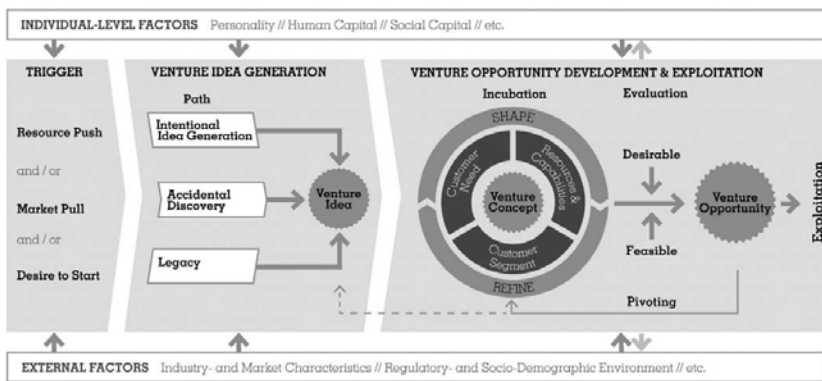 INDIVIDUAL-LEVEL FACTORS Personality // Human Capital // Social Capital // etc.
TRIGGER
Resource Push
and / or
Market Pull
and / or
Desire to Start
VENTURE IDEA GENERATION
Path
Intentional
Idea Generation
Accidental
Discovery
Legacy
Venture
Idea
VENTURE OPPORTUNITY DEVELOPMENT & EXPLOITATION
Incubation
SHAPE
Customer
Need
Resources &
Capabilities
Venture
Concept
Customer
Segment
REFINE
Evaluation
Desirable
Feasible
Venture
Opportunity
Pivoting
Exploitation
EXTERNAL FACTORS Industry- and Market Characteristics // Regulatory- and Socio-Demographic Environment // etc.